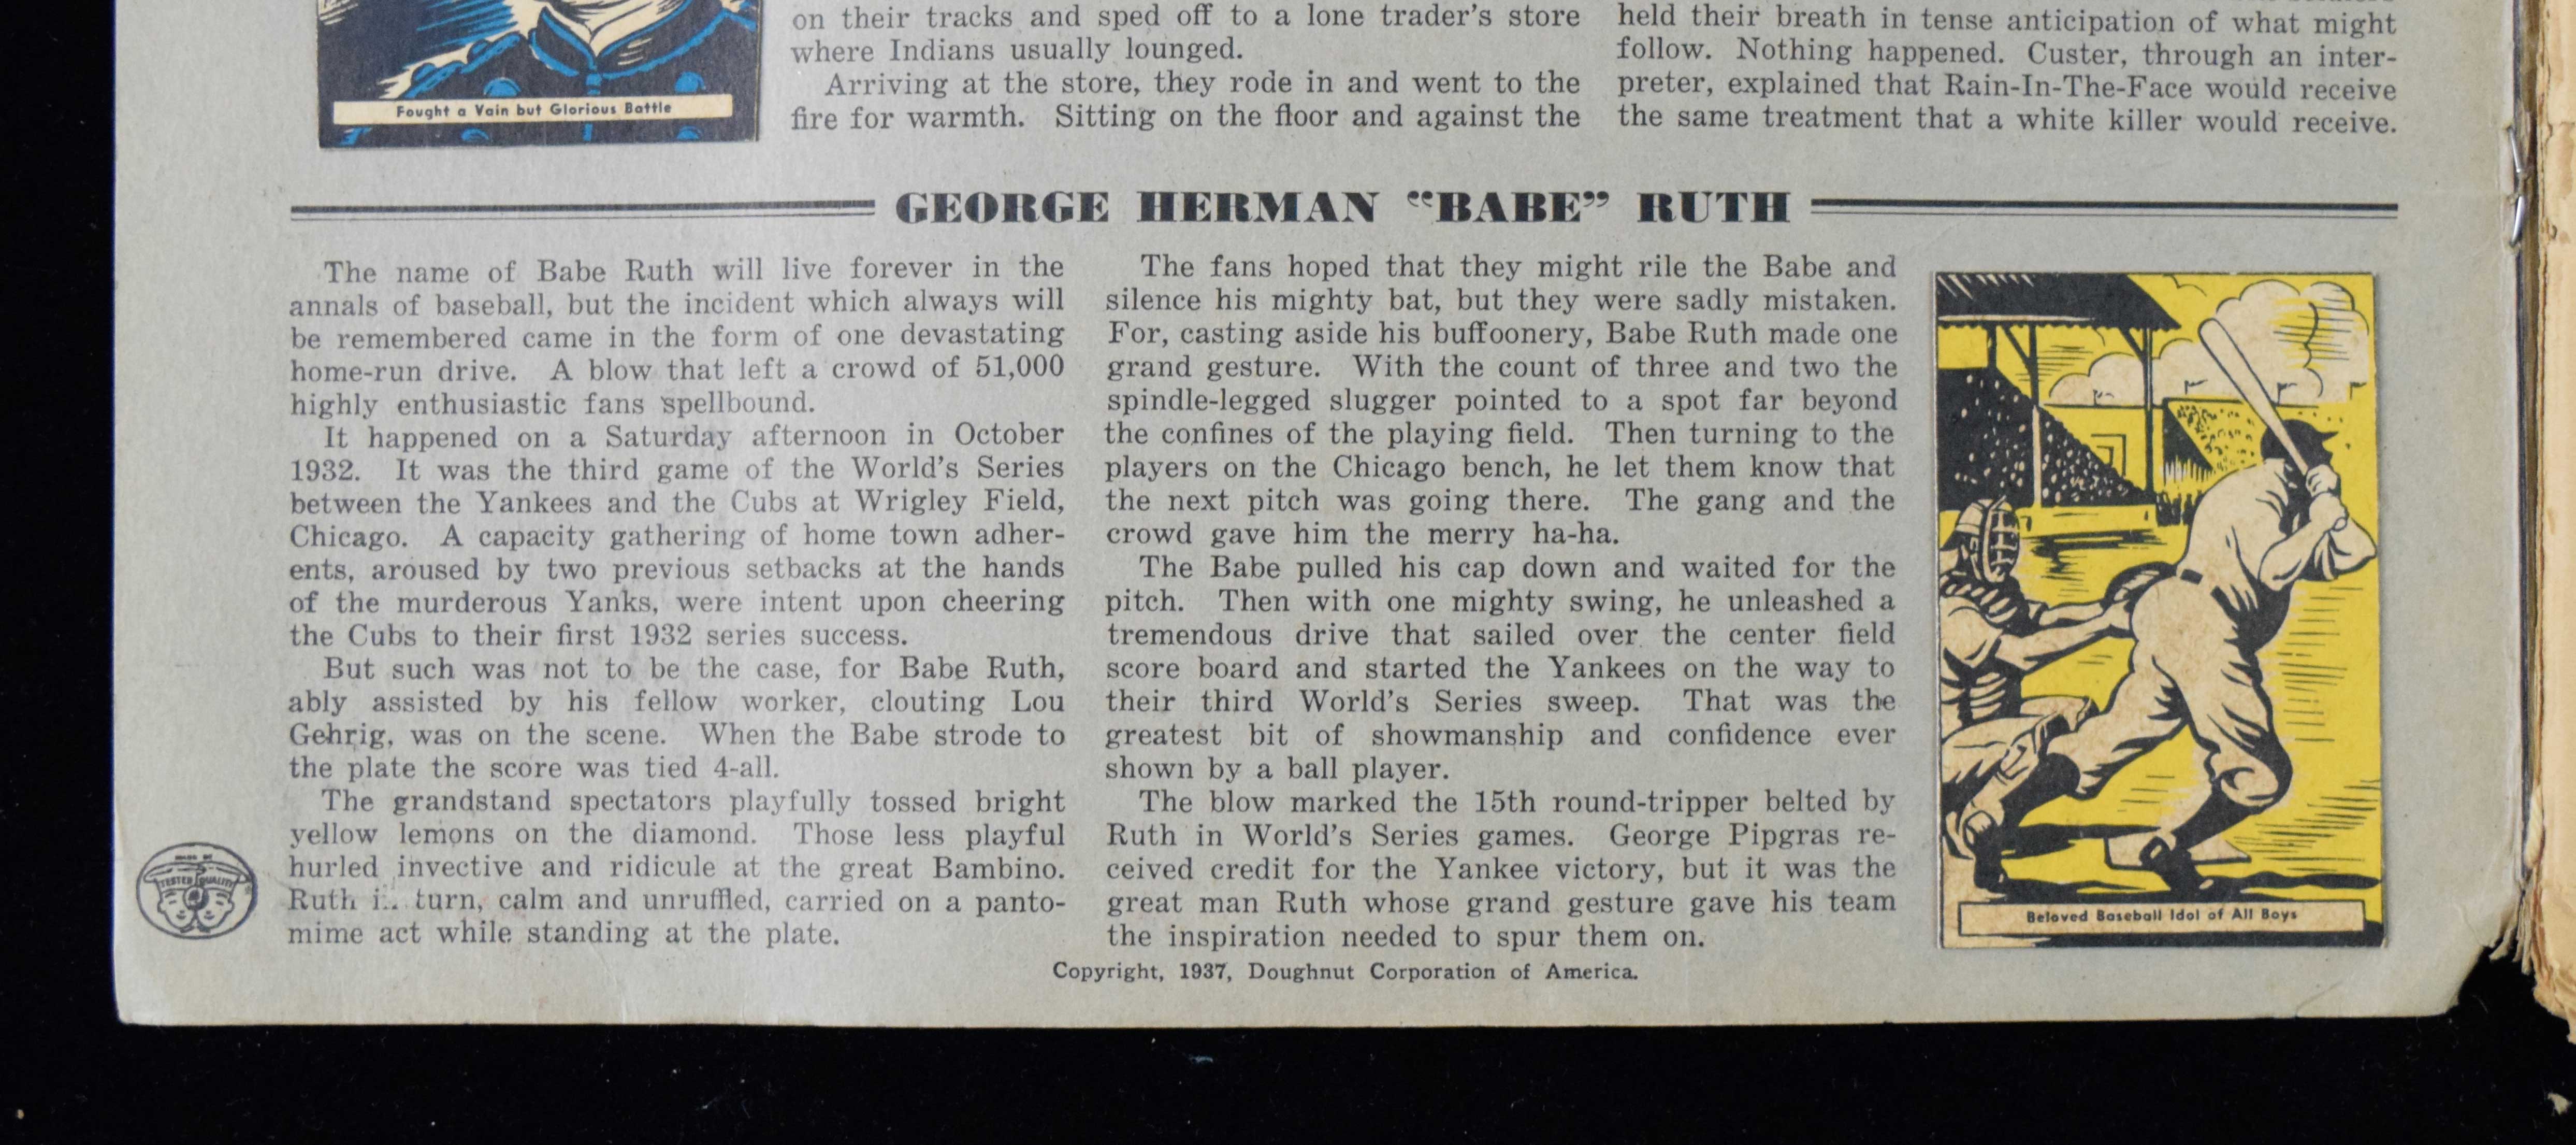 Fought a Vain but Glorious Battle
on their tracks and sped off to a lone trader's store
where Indians usually lounged.
Arriving at the store, they rode in and went to the
fire for warmth. Sitting on the floor and against the
held their breath in tense anticipation of what might
follow. Nothing happened. Custer, through an inter-
preter, explained that Rain-In-The-Face would receive
the same treatment that a white killer would receive.
GEORGE HERMAN “BABE” RUTH
The name of Babe Ruth will live forever in the
annals of baseball, but the incident which always will
be remembered came in the form of one devastating
home-run drive. A blow that left a crowd of 51,000
highly enthusiastic fans spellbound.
It happened on a Saturday afternoon in October
1932. It was the third game of the World's Series
between the Yankees and the Cubs at Wrigley Field,
Chicago. A capacity gathering of home town adher-
ents, aroused by two previous setbacks at the hands
of the murderous Yanks, were intent upon cheering
the Cubs to their first 1932 series success.
But such was not to be the case, for Babe Ruth,
ably assisted by his fellow worker, clouting Lou
Gehrig, was on the scene. When the Babe strode to
the plate the score was tied 4-all.
The grandstand spectators playfully tossed bright
yellow lemons on the diamond. Those less playful
hurled invective and ridicule at the great Bambino.
Ruth in turn, calm and unruffled, carried on a panto-
mime act while standing at the plate.
The fans hoped that they might rile the Babe and
silence his mighty bat, but they were sadly mistaken.
For, casting aside his buffoonery, Babe Ruth made one
grand gesture. With the count of three and two the
spindle-legged slugger pointed to a spot far beyond
the confines of the playing field. Then turning to the
players on the Chicago bench, he let them know that
the next pitch was going there. The gang and the
crowd gave him the merry ha-ha.
The Babe pulled his cap down and waited for the
pitch. Then with one mighty swing, he unleashed a
tremendous drive that sailed over the center field
score board and started the Yankees on the way to
their third World's Series sweep. That was the
greatest bit of showmanship and confidence ever
shown by a ball player.
The blow marked the 15th round-tripper belted by
Ruth in World's Series games. George Pipgras re-
ceived credit for the Yankee victory, but it was the
great man Ruth whose grand gesture gave his team
the inspiration needed to spur them on.
Beloved Baseball Idol of All Boys
TESTED QUALITY
Copyright, 1937, Doughnut Corporation of America.